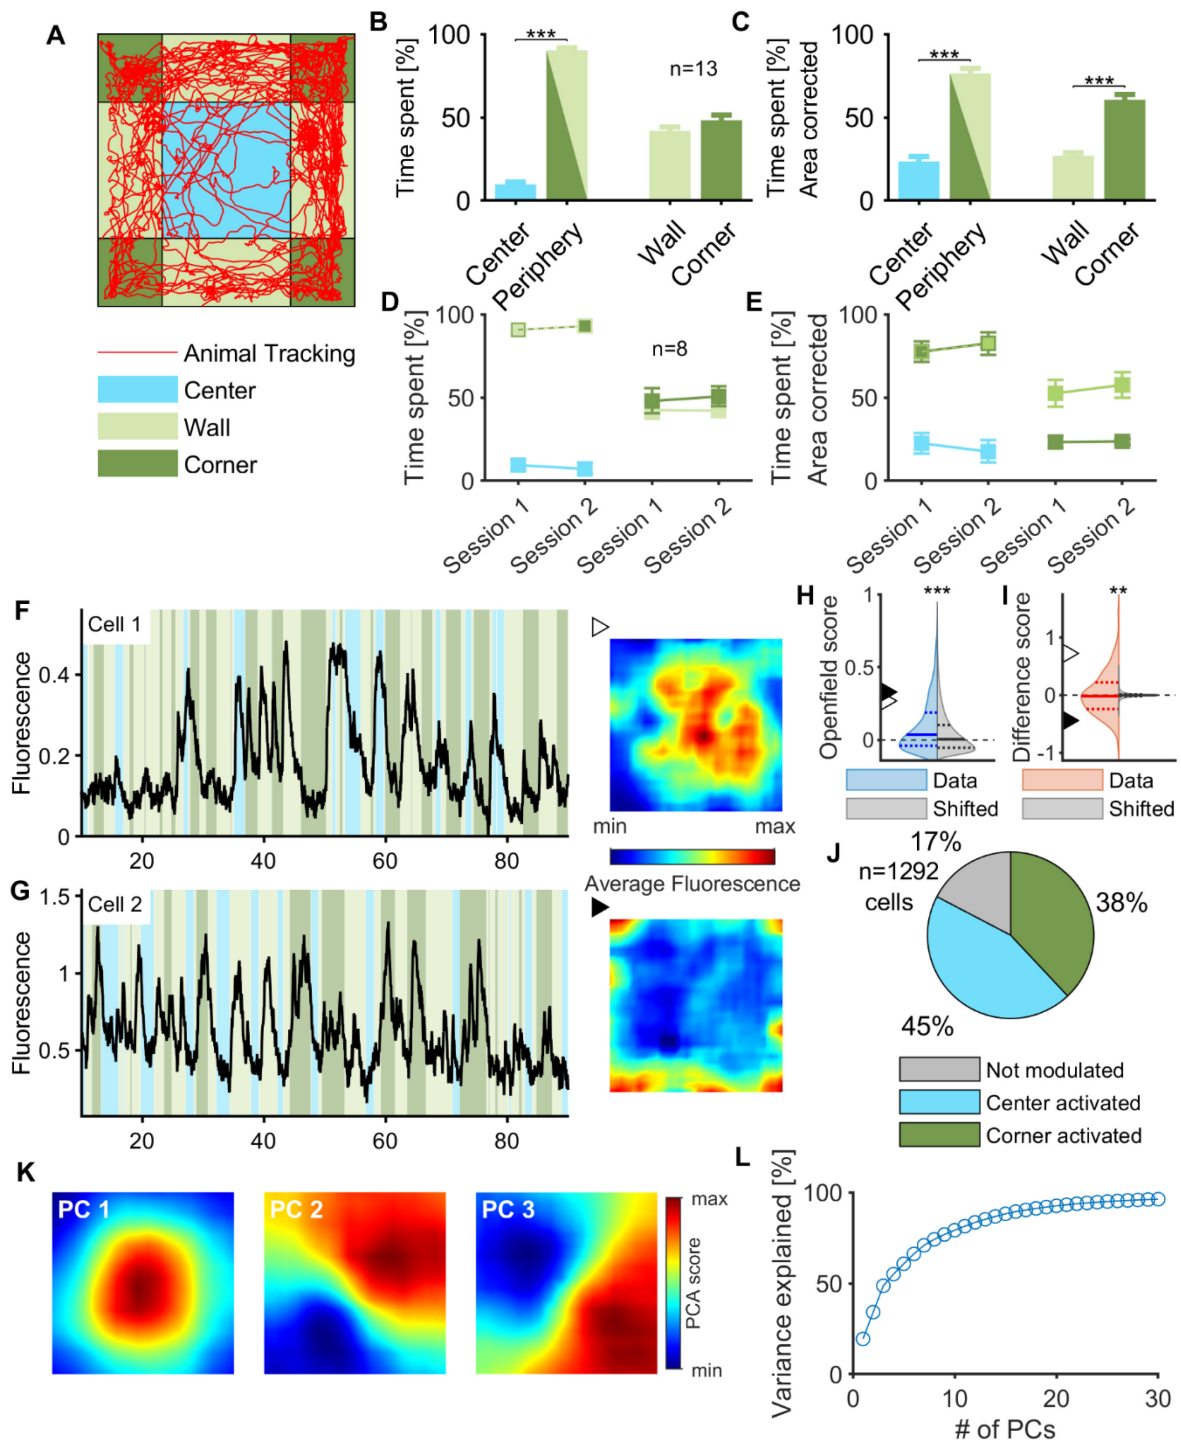 A
Animal Tracking
Center
Wall
Corner
B
Time spent [%]
100
50
0
***
n=13
Center
Periphery
Wall
Corner
C
Time spent [%]
Area corrected
100
50
0
***
***
Center
Periphery
Wall
Corner
D
Time spent [%]
100
50
0
n=8
Session 1
Session 2
Session 1
Session 2
E
Time spent [%]
Area corrected
100
50
0
Session 1
Session 2
Session 1
Session 2
F
Cell 1
Fluorescence
0.4
0.2
0
20
40
60
80
min
max
Average Fluorescence
G
Cell 2
Fluorescence
1.5
1
0.5
20
40
60
80
H
Openfield score
1
0.5
0
***
Data
Shifted
I
Difference score
1
0
-1
**
Data
Shifted
J
17%
n=1292
cells
38%
45%
Not modulated
Center activated
Corner activated
K
PC 1
PC 2
PC 3
max
PCA score
min
L
Variance explained [%]
100
50
0
0
10
20
30
# of PCs